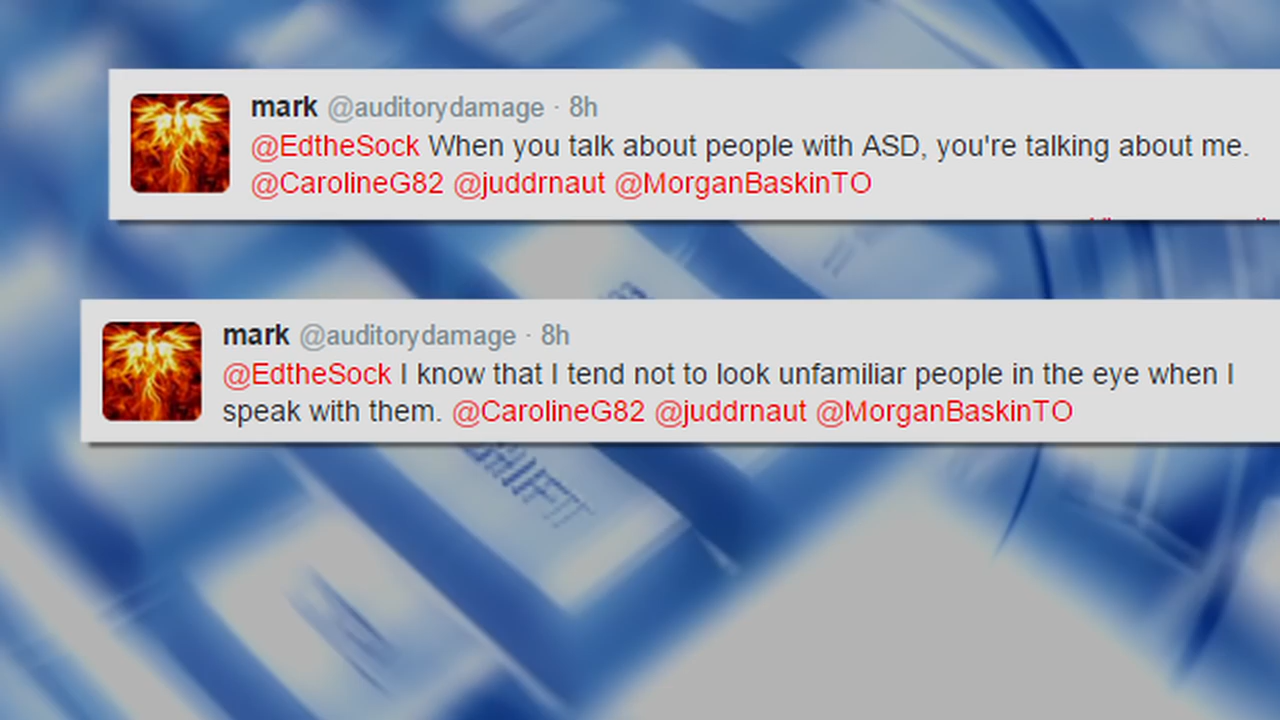 mark @auditorydamage · 8h
@EdtheSock When you talk about people with ASD, you're talking about me.
@CarolineG82 @juddrnaut @MorganBaskinTO
mark @auditorydamage · 8h
@EdtheSock I know that I tend not to look unfamiliar people in the eye when I
speak with them. @CarolineG82 @juddrnaut @MorganBaskinTO